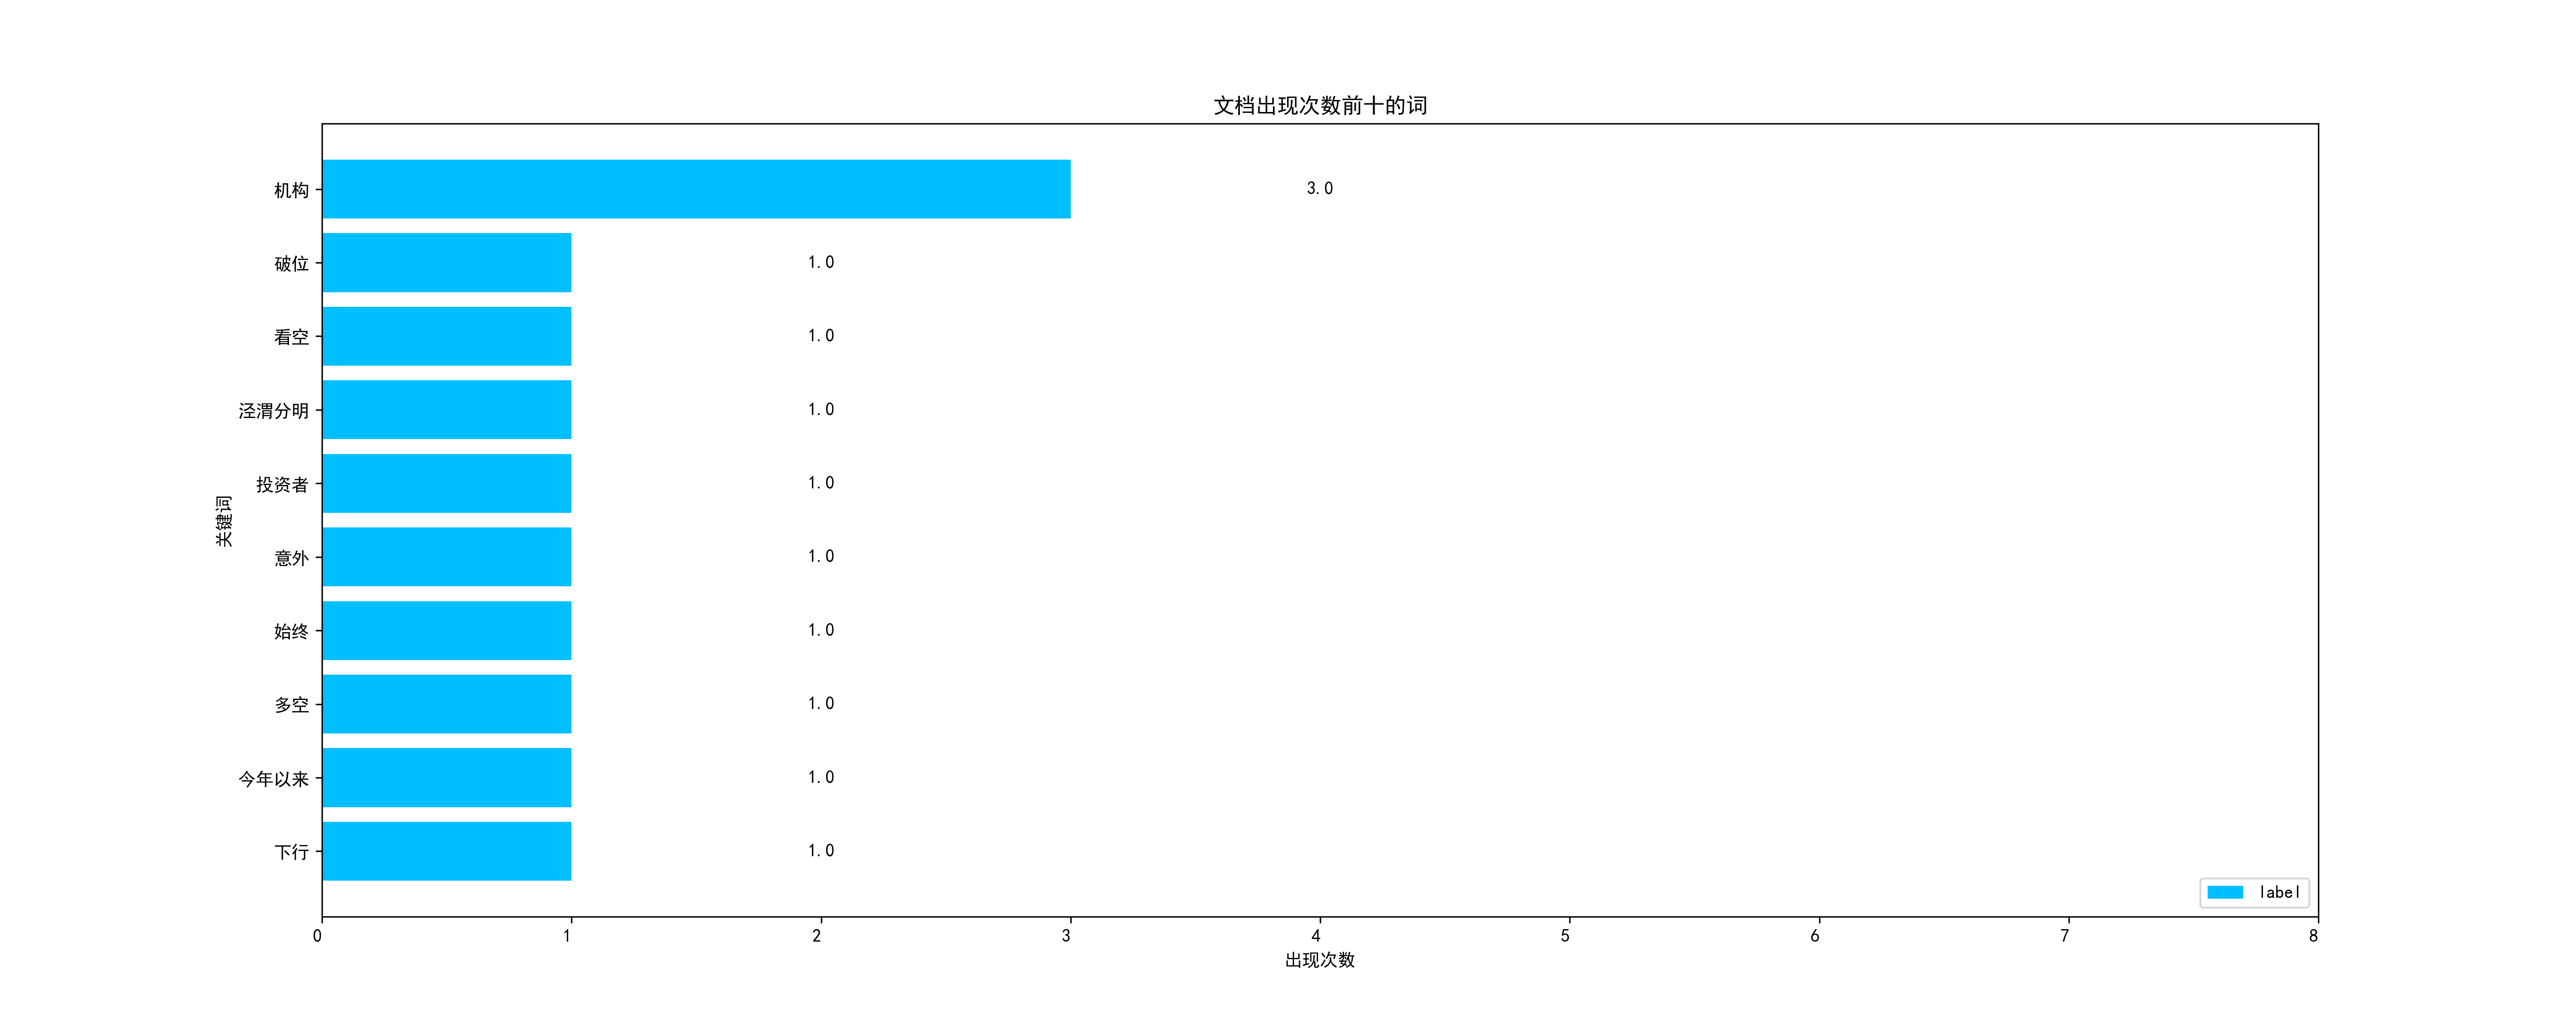 文档出现次数前十的词
机构 3.0
破位 1.0
看空 1.0
泾渭分明 1.0
投资者 1.0
意外 1.0
始终 1.0
多空 1.0
今年以来 1.0
下行 1.0
关键词
label
0 1 2 3 4 5 6 7 8
出现次数